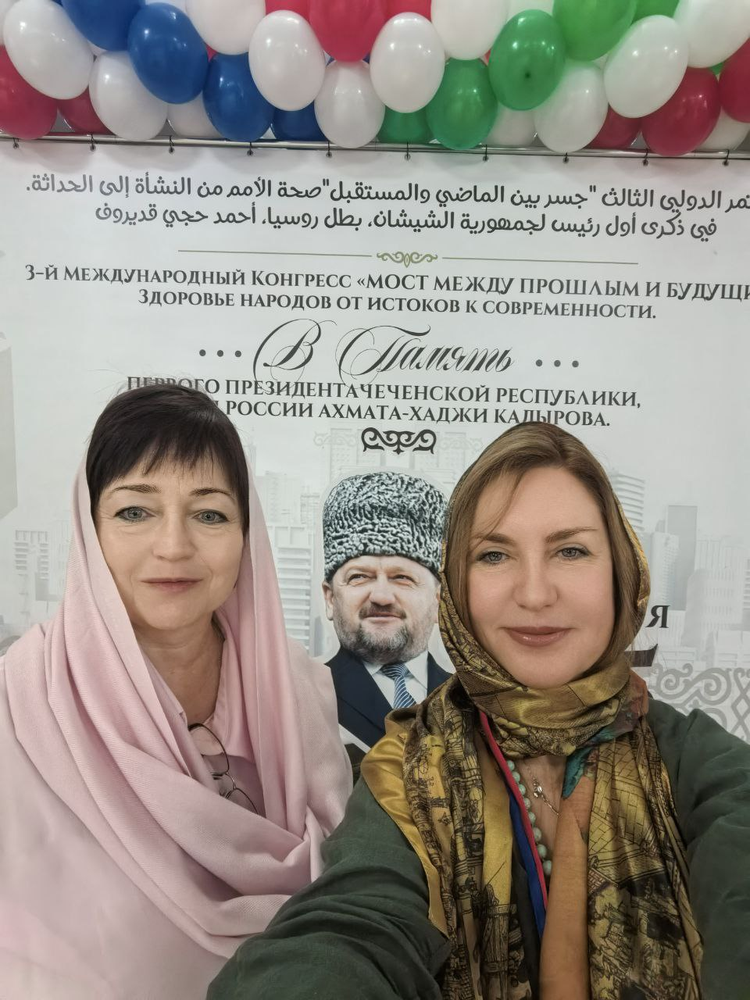 تمر الدولي الثالث "جسر بين الماضي والمستقبل"صحة الأمم من النشأة إلى الحداثة.
في ذكرى أول رئيس لجمهورية الشيشان، بطل روسيا، أحمد حجي قديروف
3-й Международный Конгресс «МОСТ МЕЖДУ ПРОШЛЫМ И БУДУЩИ
Здоровье народов от истоков к современности.
... В Память ...
ПЕРВОГО ПРЕЗИДЕНТАЧЕЧЕНСКОЙ РЕСПУБЛИКИ,
РОССИИ АХМАТА-ХАДЖИ КАДЫРОВА.
Я